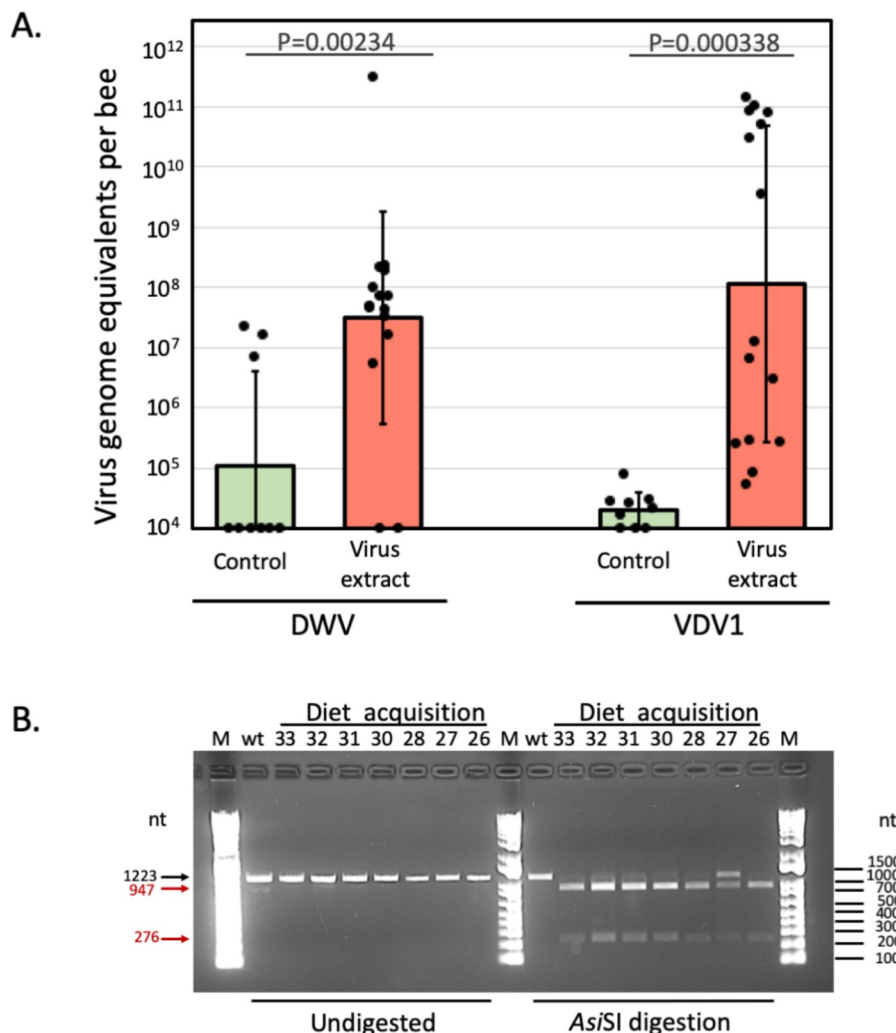 A.
P=0.00234
P=0.000338
Virus genome equivalents per bee
10¹²
10¹¹
10¹⁰
10⁹
10⁸
10⁷
10⁶
10⁵
10⁴
Control
Virus
extract
Control
Virus
extract
DWV
VDV1
B.
Diet acquisition
Diet acquisition
M wt 33 32 31 30 28 27 26 M wt 33 32 31 30 28 27 26 M
nt
nt
1223
947
276
1500
1000
700
500
400
300
200
100
Undigested
AsiSI digestion